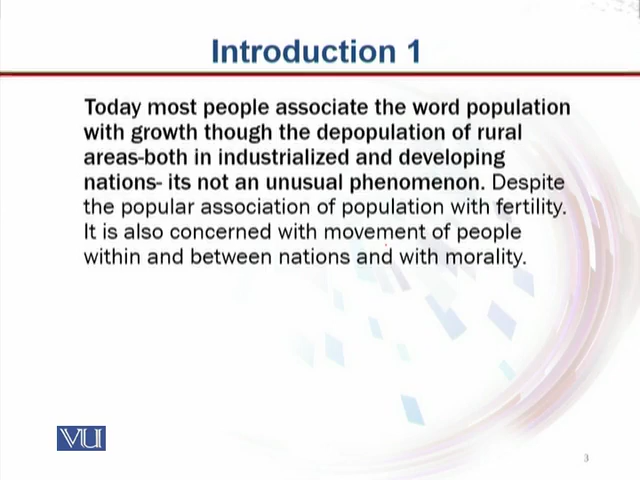 Introduction 1
Today most people associate the word population
with growth though the depopulation of rural
areas-both in industrialized and developing
nations- its not an unusual phenomenon. Despite
the popular association of population with fertility.
It is also concerned with movement of people
within and between nations and with morality.
VU
3